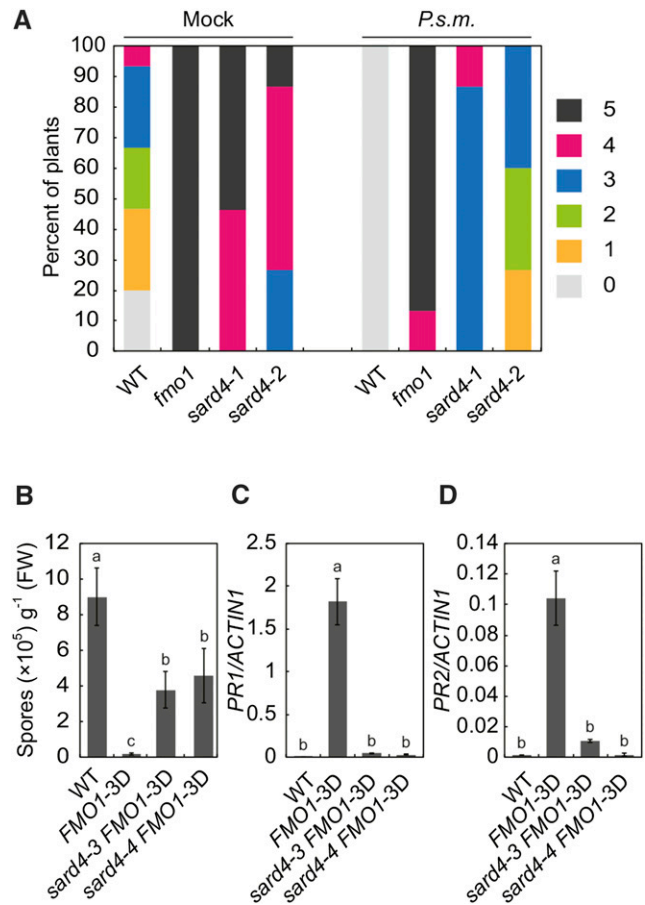 A
Mock
P.s.m.
Percent of plants
100
90
80
70
60
50
40
30
20
10
0
WT
fmo1
sard4-1
sard4-2
WT
fmo1
sard4-1
sard4-2
5
4
3
2
1
0
B
Spores (×10⁵) g⁻¹ (FW)
12
10
8
6
4
2
0
a
c
b
b
WT
FMO1-3D
sard4-3 FMO1-3D
sard4-4 FMO1-3D
C
PR1/ACTIN1
2.5
2
1.5
1
0.5
0
b
a
b
b
WT
FMO1-3D
sard4-3 FMO1-3D
sard4-4 FMO1-3D
D
PR2/ACTIN1
0.14
0.12
0.1
0.08
0.06
0.04
0.02
0
b
a
b
b
WT
FMO1-3D
sard4-3 FMO1-3D
sard4-4 FMO1-3D